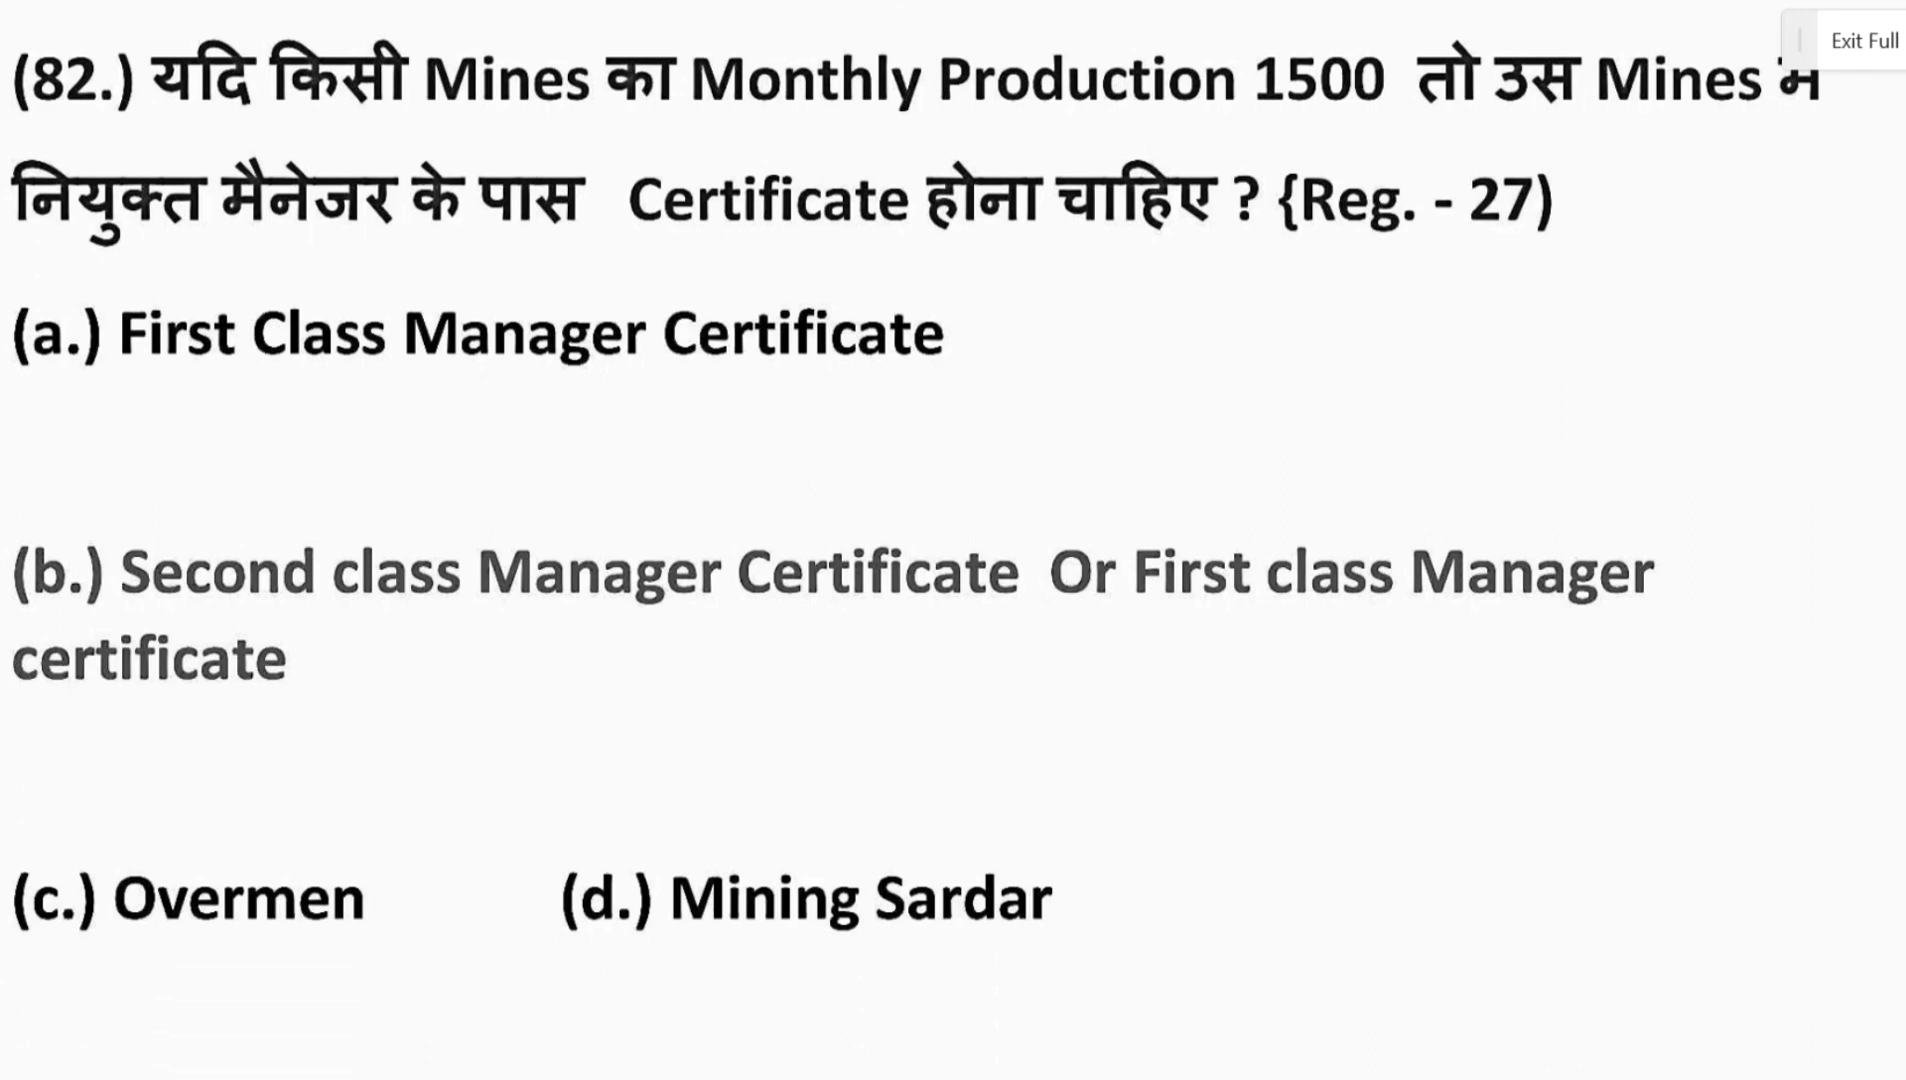 Exit Full
(82.) यदि किसी Mines का Monthly Production 1500 तो उस Mines में
नियुक्त मैनेजर के पास Certificate होना चाहिए ? {Reg. - 27)
(a.) First Class Manager Certificate
(b.) Second class Manager Certificate Or First class Manager
certificate
(c.) Overmen (d.) Mining Sardar